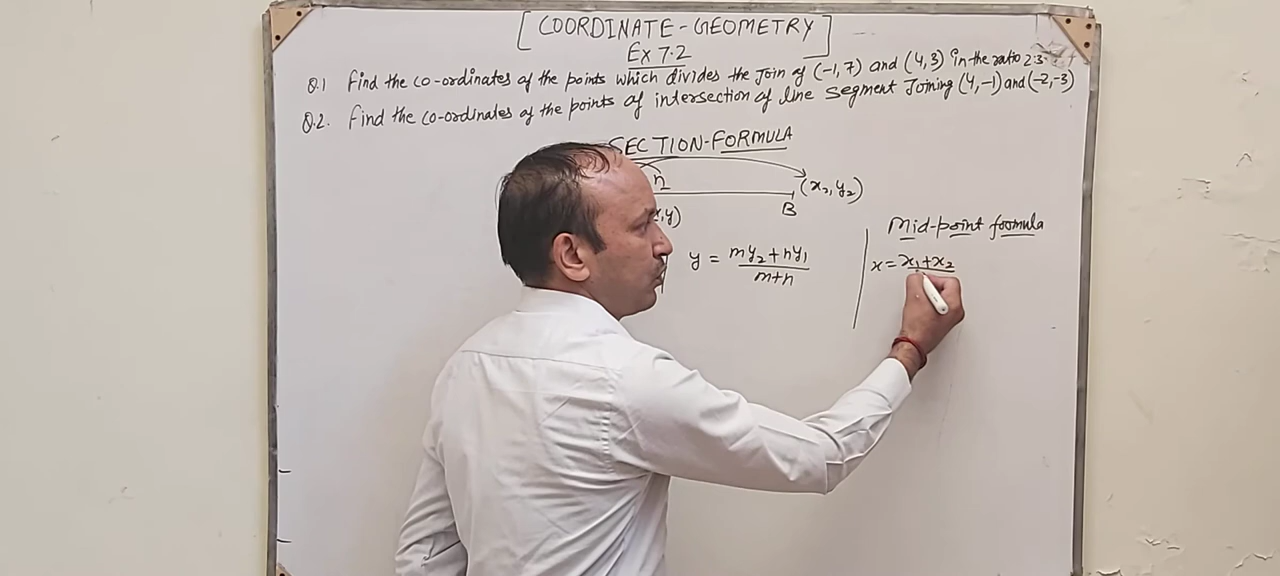 [ COORDINATE-GEOMETRY ]
Ex 7.2
Q.1 Find the co-ordinates of the points which divides the Join of (-1,7) and (4,3) in the ratio 2:3
Q.2. Find the co-ordinates of the points of intersection of line segment Joining (4,-1) and (-2,-3)
SECTION-FORMULA
n
(x2, y2)
B
,y)
Mid-point formula
y = my2 + ny1 / m+n
x = x1+x2